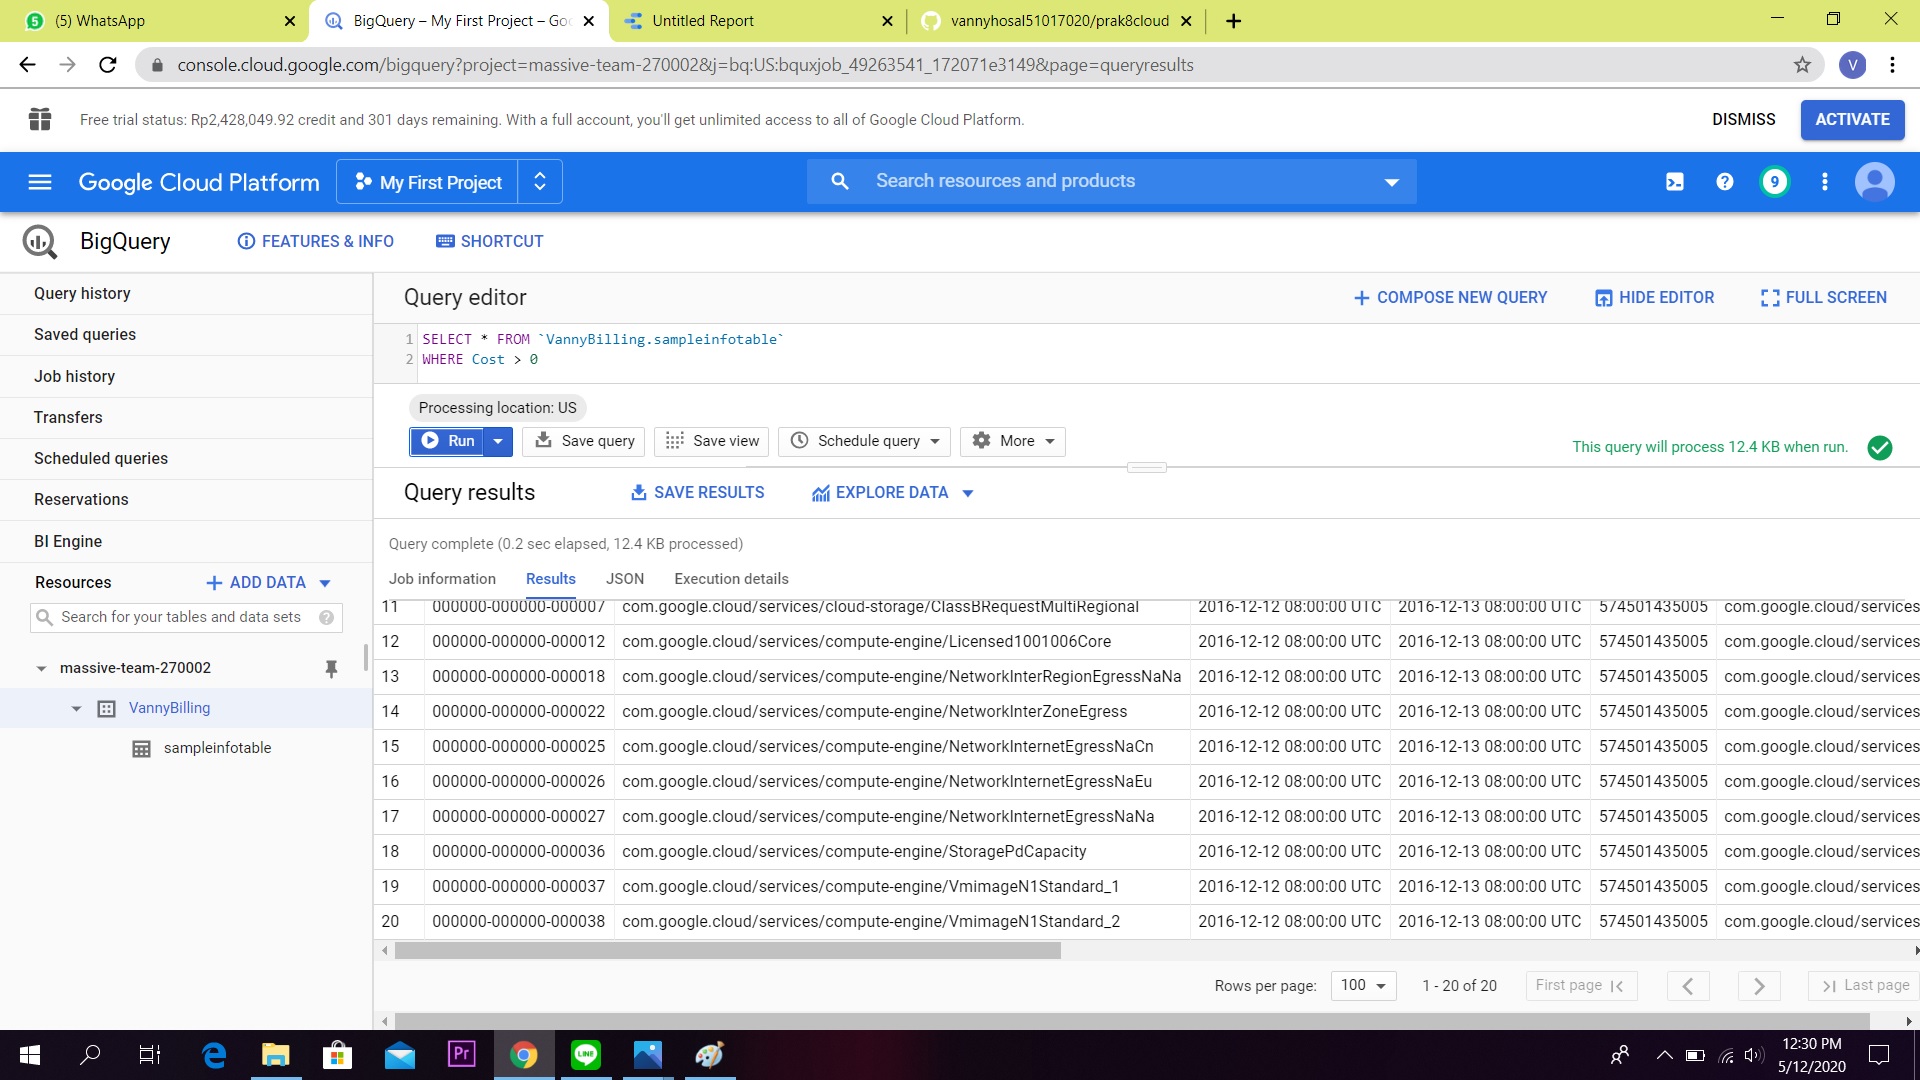 5 (5) WhatsApp
BigQuery – My First Project – Goo
Untitled Report
vannyhosal51017020/prak8cloud
console.cloud.google.com/bigquery?project=massive-team-270002&j=bq:US:bquxjob_49263541_172071e3149&page=queryresults
V
Free trial status: Rp2,428,049.92 credit and 301 days remaining. With a full account, you'll get unlimited access to all of Google Cloud Platform.
DISMISS
ACTIVATE
Google Cloud Platform
My First Project
Search resources and products
9
BigQuery
FEATURES & INFO
SHORTCUT
Query history
Saved queries
Job history
Transfers
Scheduled queries
Reservations
BI Engine
Resources
ADD DATA
Search for your tables and data sets
massive-team-270002
VannyBilling
sampleinfotable
Query editor
COMPOSE NEW QUERY
HIDE EDITOR
FULL SCREEN
1 SELECT * FROM `VannyBilling.sampleinfotable`
2 WHERE Cost > 0
Processing location: US
Run
Save query
Save view
Schedule query
More
This query will process 12.4 KB when run.
Query results
SAVE RESULTS
EXPLORE DATA
Query complete (0.2 sec elapsed, 12.4 KB processed)
Job information Results JSON Execution details
11 000000-000000-000007 com.google.cloud/services/cloud-storage/ClassBRequestMultiRegional 2016-12-12 08:00:00 UTC 2016-12-13 08:00:00 UTC 574501435005 com.google.cloud/services
12 000000-000000-000012 com.google.cloud/services/compute-engine/Licensed1001006Core 2016-12-12 08:00:00 UTC 2016-12-13 08:00:00 UTC 574501435005 com.google.cloud/services
13 000000-000000-000018 com.google.cloud/services/compute-engine/NetworkInterRegionEgressNaNa 2016-12-12 08:00:00 UTC 2016-12-13 08:00:00 UTC 574501435005 com.google.cloud/services
14 000000-000000-000022 com.google.cloud/services/compute-engine/NetworkInterZoneEgress 2016-12-12 08:00:00 UTC 2016-12-13 08:00:00 UTC 574501435005 com.google.cloud/services
15 000000-000000-000025 com.google.cloud/services/compute-engine/NetworkInternetEgressNaCn 2016-12-12 08:00:00 UTC 2016-12-13 08:00:00 UTC 574501435005 com.google.cloud/services
16 000000-000000-000026 com.google.cloud/services/compute-engine/NetworkInternetEgressNaEu 2016-12-12 08:00:00 UTC 2016-12-13 08:00:00 UTC 574501435005 com.google.cloud/services
17 000000-000000-000027 com.google.cloud/services/compute-engine/NetworkInternetEgressNaNa 2016-12-12 08:00:00 UTC 2016-12-13 08:00:00 UTC 574501435005 com.google.cloud/services
18 000000-000000-000036 com.google.cloud/services/compute-engine/StoragePdCapacity 2016-12-12 08:00:00 UTC 2016-12-13 08:00:00 UTC 574501435005 com.google.cloud/services
19 000000-000000-000037 com.google.cloud/services/compute-engine/VmimageN1Standard_1 2016-12-12 08:00:00 UTC 2016-12-13 08:00:00 UTC 574501435005 com.google.cloud/services
20 000000-000000-000038 com.google.cloud/services/compute-engine/VmimageN1Standard_2 2016-12-12 08:00:00 UTC 2016-12-13 08:00:00 UTC 574501435005 com.google.cloud/services
Rows per page: 100 1 - 20 of 20 First page Last page
Pr
LINE
12:30 PM
5/12/2020